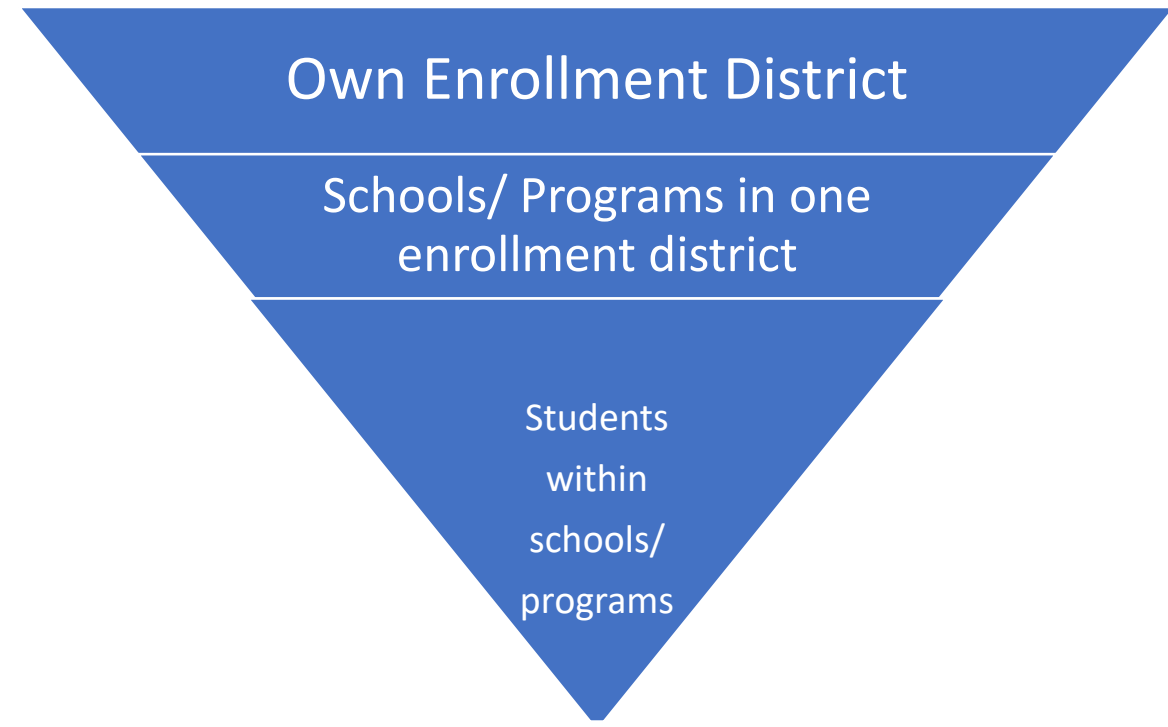 Own Enrollment District
Schools/ Programs in one
enrollment district
Students
within
schools/
programs